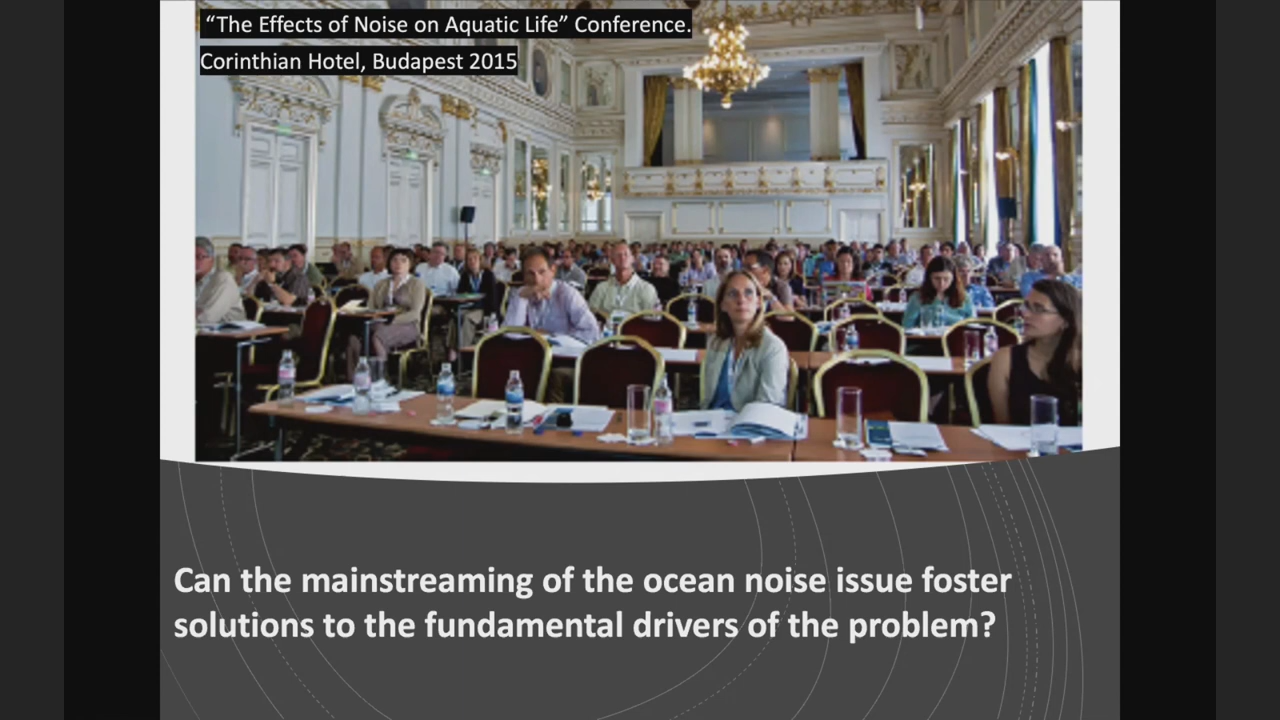 “The Effects of Noise on Aquatic Life” Conference.
Corinthian Hotel, Budapest 2015
Can the mainstreaming of the ocean noise issue foster
solutions to the fundamental drivers of the problem?